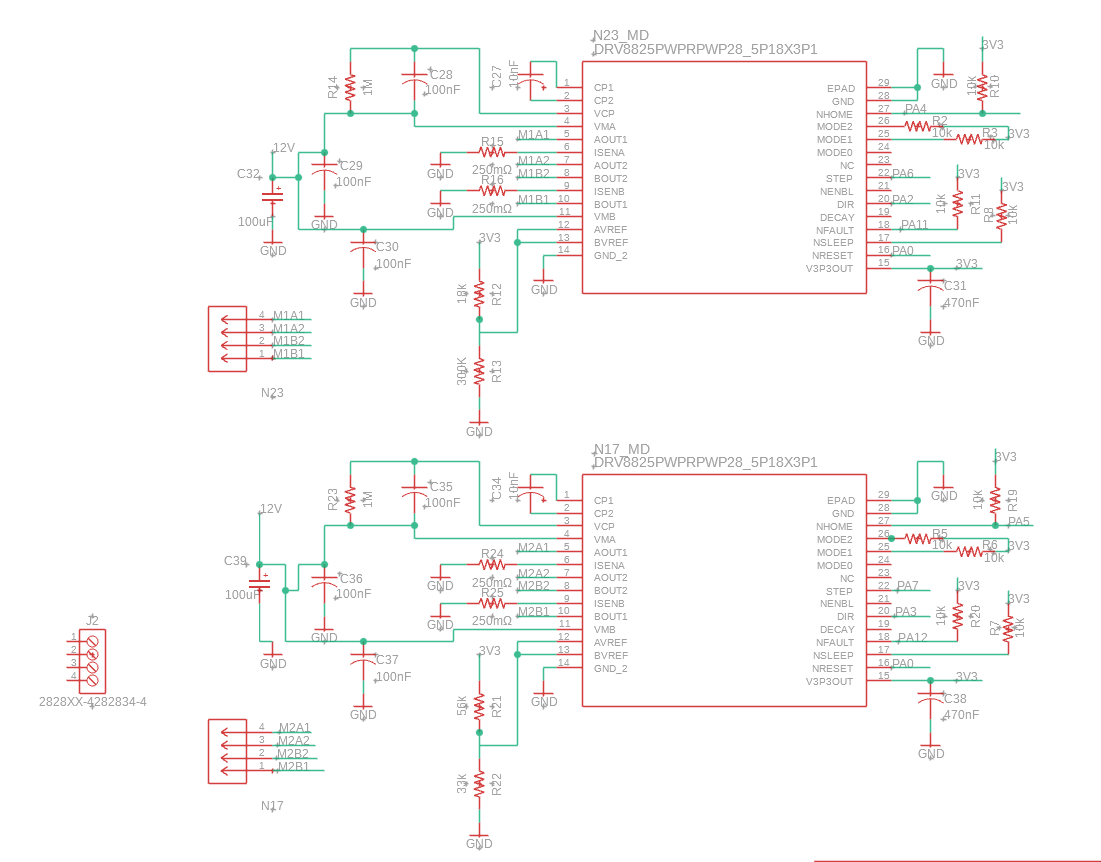 N23_MD
DRV8825PWPRPWP28_5P18X3P1
R14
1M
C28
100nF
C27
10nF
1 CP1
2 CP2
3 VCP
4 VMA
5 AOUT1
6 ISENA
7 AOUT2
8 BOUT2
9 ISENB
10 BOUT1
11 VMB
12 AVREF
13 BVREF
14 GND_2
EPAD 29
GND 28
NHOME 27
MODE2 26
MODE1 25
MODE0 24
NC 23
STEP 22
NENBL 21
DIR 20
DECAY 19
NFAULT 18
NSLEEP 17
NRESET 16
V3P3OUT 15
GND
3V3
10k
R10
PA4
R2
10k
R3
10k
3V3
PA6
PA2
PA11
PA0
3V3
10k
R11
3V3
R8
10k
3V3
C31
470nF
GND
12V
C32
100uF
GND
C29
100nF
GND
C30
100nF
GND
M1A1
R15
250mΩ
GND
M1A2
M1B2
R16
250mΩ
GND
M1B1
3V3
18k
R12
300K
R13
GND
GND
4 M1A1
3 M1A2
2 M1B2
1 M1B1
N23
N17_MD
DRV8825PWPRPWP28_5P18X3P1
R23
1M
C35
100nF
C34
10nF
1 CP1
2 CP2
3 VCP
4 VMA
5 AOUT1
6 ISENA
7 AOUT2
8 BOUT2
9 ISENB
10 BOUT1
11 VMB
12 AVREF
13 BVREF
14 GND_2
EPAD 29
GND 28
NHOME 27
MODE2 26
MODE1 25
MODE0 24
NC 23
STEP 22
NENBL 21
DIR 20
DECAY 19
NFAULT 18
NSLEEP 17
NRESET 16
V3P3OUT 15
GND
3V3
10k
R19
PA5
R5
10k
R6
10k
3V3
PA7
PA3
PA12
PA0
3V3
10k
R20
3V3
R7
10k
3V3
C38
470nF
GND
12V
C39
100uF
GND
C36
100nF
GND
C37
100nF
GND
M2A1
R24
250mΩ
GND
M2A2
M2B2
R25
250mΩ
GND
M2B1
3V3
56k
R21
33k
R22
GND
GND
J2
1
2
3
4
2828XX-4282834-4
4 M2A1
3 M2A2
2 M2B2
1 M2B1
N17